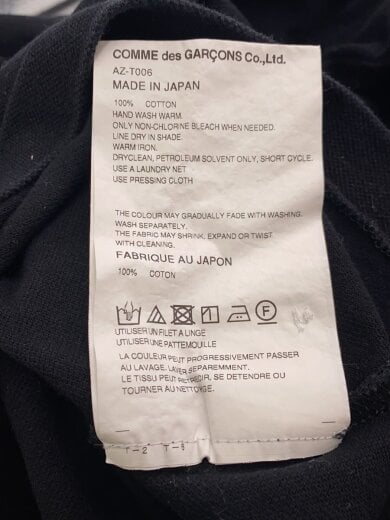 COMME des GARÇONS Co.,Ltd.
AZ-T006
MADE IN JAPAN
100% COTTON
HAND WASH WARM.
ONLY NON-CHLORINE BLEACH WHEN NEEDED.
LINE DRY IN SHADE.
WARM IRON.
DRYCLEAN, PETROLEUM SOLVENT ONLY, SHORT CYCLE.
USE A LAUNDRY NET
USE PRESSING CLOTH
THE COLOUR MAY GRADUALLY FADE WITH WASHING.
WASH SEPARATELY.
THE FABRIC MAY SHRINK, EXPAND OR TWIST
WITH CLEANING.
FABRIQUE AU JAPON
100% COTON
F
UTILISER UN FILET A LINGE
UTILISER UNE PATTEMOUILLE
LA COULEUR PEUT PROGRESSIVEMENT PASSER
AU LAVAGE. LAVER SEPAREMMENT.
LE TISSU PEUT RETRECIR, SE DETENDRE OU
TOURNER AU NETTOYAGE.
T-2